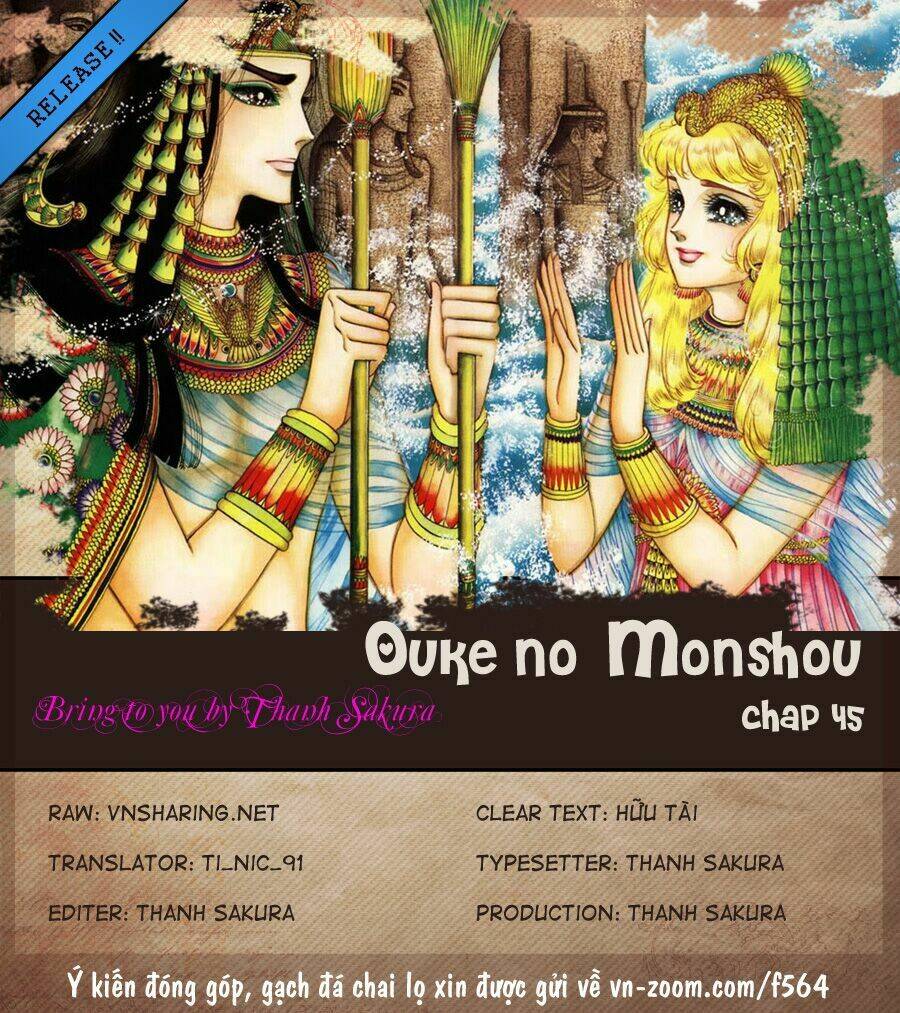 RELEASE!!
Ouke no Monshou
Bring to you by Thanh Sakura
chap 45
RAW: VNSHARING.NET
CLEAR TEXT: HỮU TÀI
TRANSLATOR: TI_NIC_91
TYPESETTER: THANH SAKURA
EDITER: THANH SAKURA
PRODUCTION: THANH SAKURA
Ý kiến đóng góp, gạch đá chai lọ xin được gửi về vn-zoom.com/f564